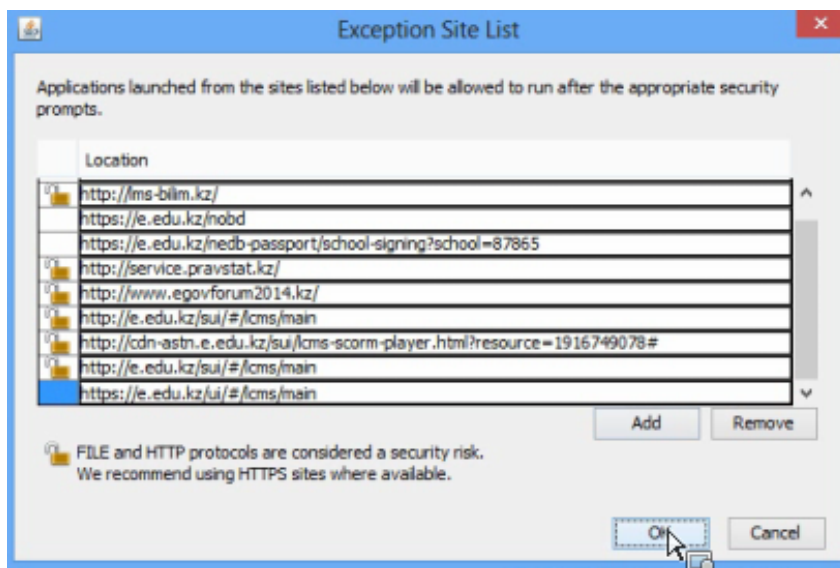 Exception Site List
Applications launched from the sites listed below will be allowed to run after the appropriate security
prompts.
Location
http://lms-bilim.kz/
https://e.edu.kz/nobd
https://e.edu.kz/nedb-passport/school-signing?school=87865
http://service.pravstat.kz/
http://www.egovforum2014.kz/
http://e.edu.kz/sui/#/lcms/main
http://cdn-astn.e.edu.kz/sui/lcms-scorm-player.html?resource=1916749078#
http://e.edu.kz/sui/#/lcms/main
https://e.edu.kz/ui/#/lcms/main
Add Remove
FILE and HTTP protocols are considered a security risk.
We recommend using HTTPS sites where available.
OK Cancel